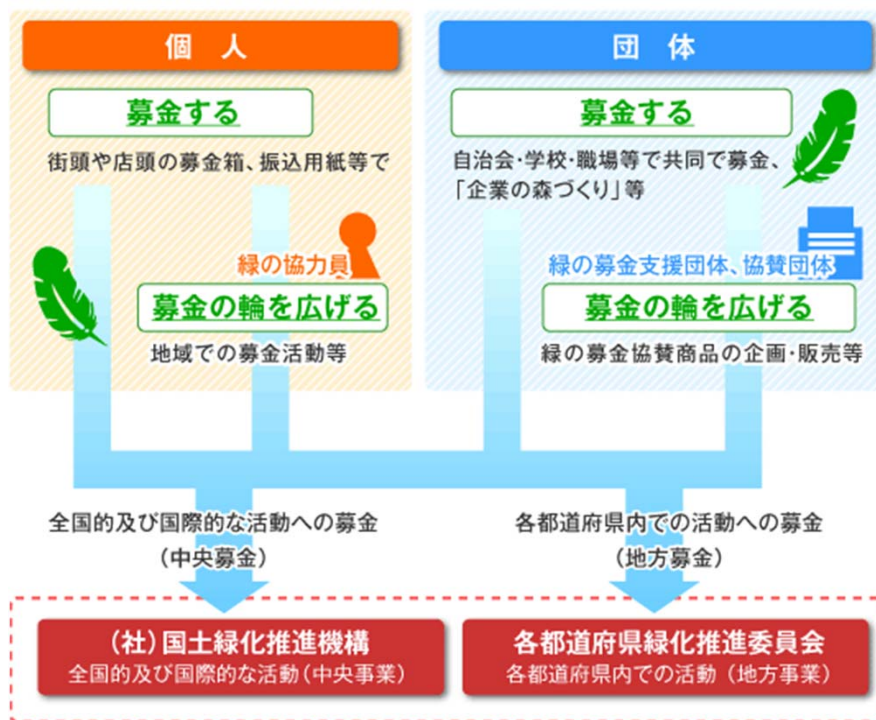 個　人
募金する
街頭や店頭の募金箱、振込用紙等で
緑の協力員
募金の輪を広げる
地域での募金活動等
団　体
募金する
自治会・学校・職場等で共同で募金、
「企業の森づくり」等
緑の募金支援団体、協賛団体
募金の輪を広げる
緑の募金協賛商品の企画・販売等
全国的及び国際的な活動への募金
（中央募金）
各都道府県内での活動への募金
（地方募金）
（社）国土緑化推進機構
全国的及び国際的な活動（中央事業）
各都道府県緑化推進委員会
各都道府県内での活動（地方事業）